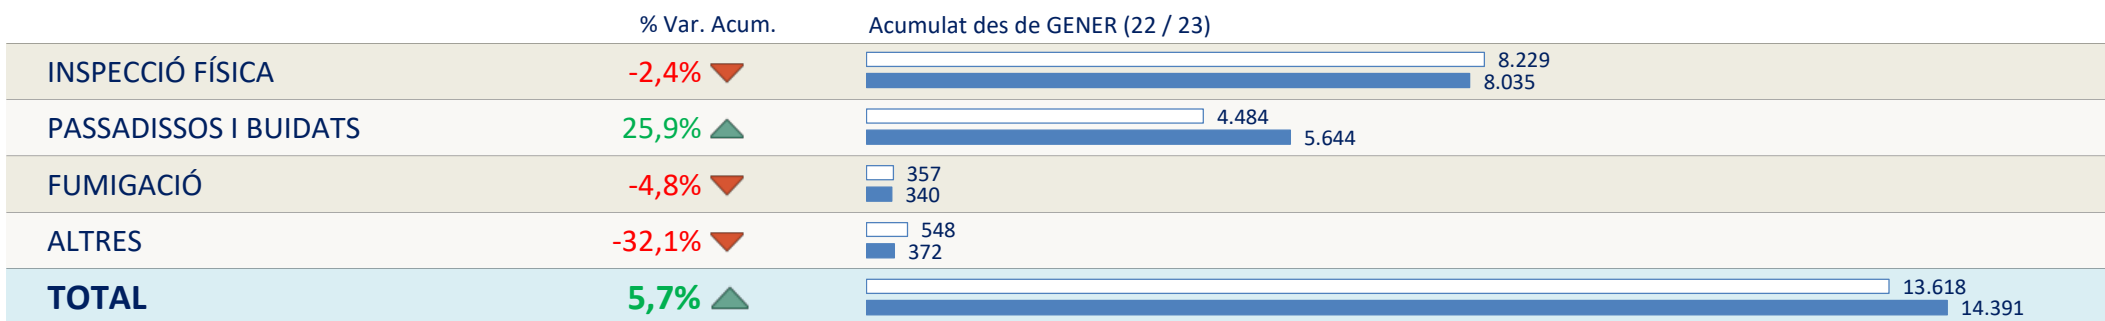 % Var. Acum. Acumulat des de GENER (22 / 23)
INSPECCIÓ FÍSICA -2,4% 8.229
8.035
PASSADISSOS I BUIDATS 25,9% 4.484
5.644
FUMIGACIÓ -4,8% 357
340
ALTRES -32,1% 548
372
TOTAL 5,7% 13.618
14.391